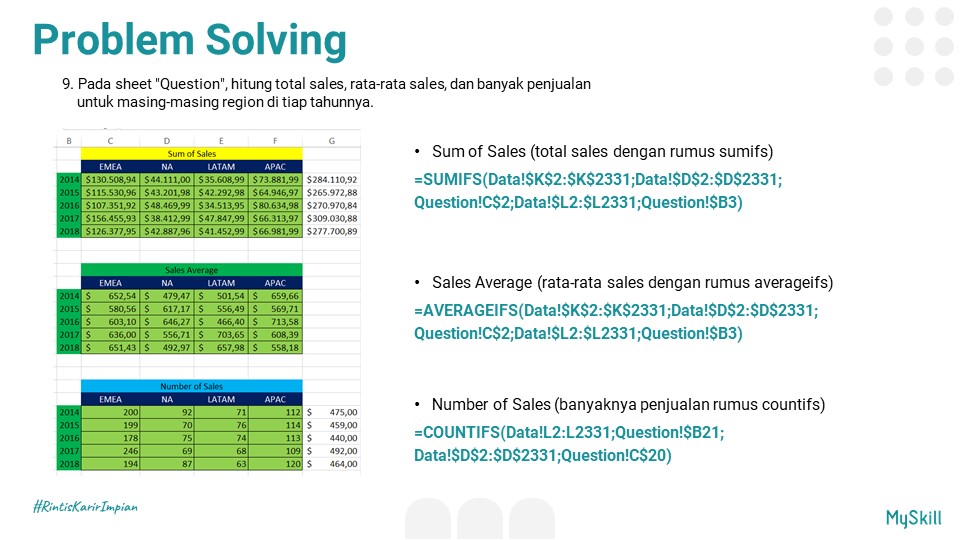 Problem Solving
9. Pada sheet "Question", hitung total sales, rata-rata sales, dan banyak penjualan
untuk masing-masing region di tiap tahunnya.
B C D E F G
Sum of Sales
EMEA NA LATAM APAC
2014 $130.508,94 $44.111,00 $35.608,99 $73.881,99 $284.110,92
2015 $115.530,96 $43.201,98 $42.292,98 $64.946,97 $265.972,88
2016 $107.351,92 $48.469,99 $34.513,95 $80.634,98 $270.970,84
2017 $156.455,93 $38.412,99 $47.847,99 $66.313,97 $309.030,88
2018 $126.377,95 $42.887,96 $41.452,99 $66.981,99 $277.700,89
Sales Average
EMEA NA LATAM APAC
2014 $ 652,54 $ 479,47 $ 501,54 $ 659,66
2015 $ 580,56 $ 617,17 $ 556,49 $ 569,71
2016 $ 603,10 $ 646,27 $ 466,40 $ 713,58
2017 $ 636,00 $ 556,71 $ 703,65 $ 608,39
2018 $ 651,43 $ 492,97 $ 657,98 $ 558,18
Number of Sales
EMEA NA LATAM APAC
2014 200 92 71 112 $ 475,00
2015 199 70 76 114 $ 459,00
2016 178 75 74 113 $ 440,00
2017 246 69 68 109 $ 492,00
2018 194 87 63 120 $ 464,00
• Sum of Sales (total sales dengan rumus sumifs)
=SUMIFS(Data!$K$2:$K$2331;Data!$D$2:$D$2331;
Question!C$2;Data!$L2:$L2331;Question!$B3)
• Sales Average (rata-rata sales dengan rumus averageifs)
=AVERAGEIFS(Data!$K$2:$K$2331;Data!$D$2:$D$2331;
Question!C$2;Data!$L2:$L2331;Question!$B3)
• Number of Sales (banyaknya penjualan rumus countifs)
=COUNTIFS(Data!L2:L2331;Question!$B21;
Data!$D$2:$D$2331;Question!C$20)
#RintisKarirImpian
MySkill